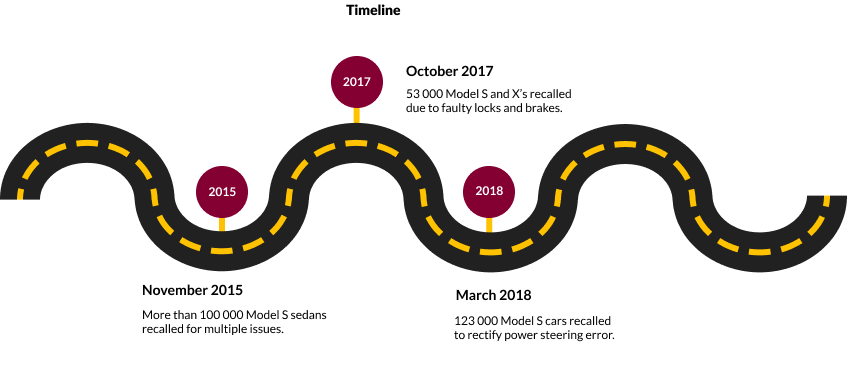 Timeline
2017
October 2017
53 000 Model S and X's recalled
due to faulty locks and brakes.
2015
2018
November 2015
More than 100 000 Model S sedans
recalled for multiple issues.
March 2018
123 000 Model S cars recalled
to rectify power steering error.